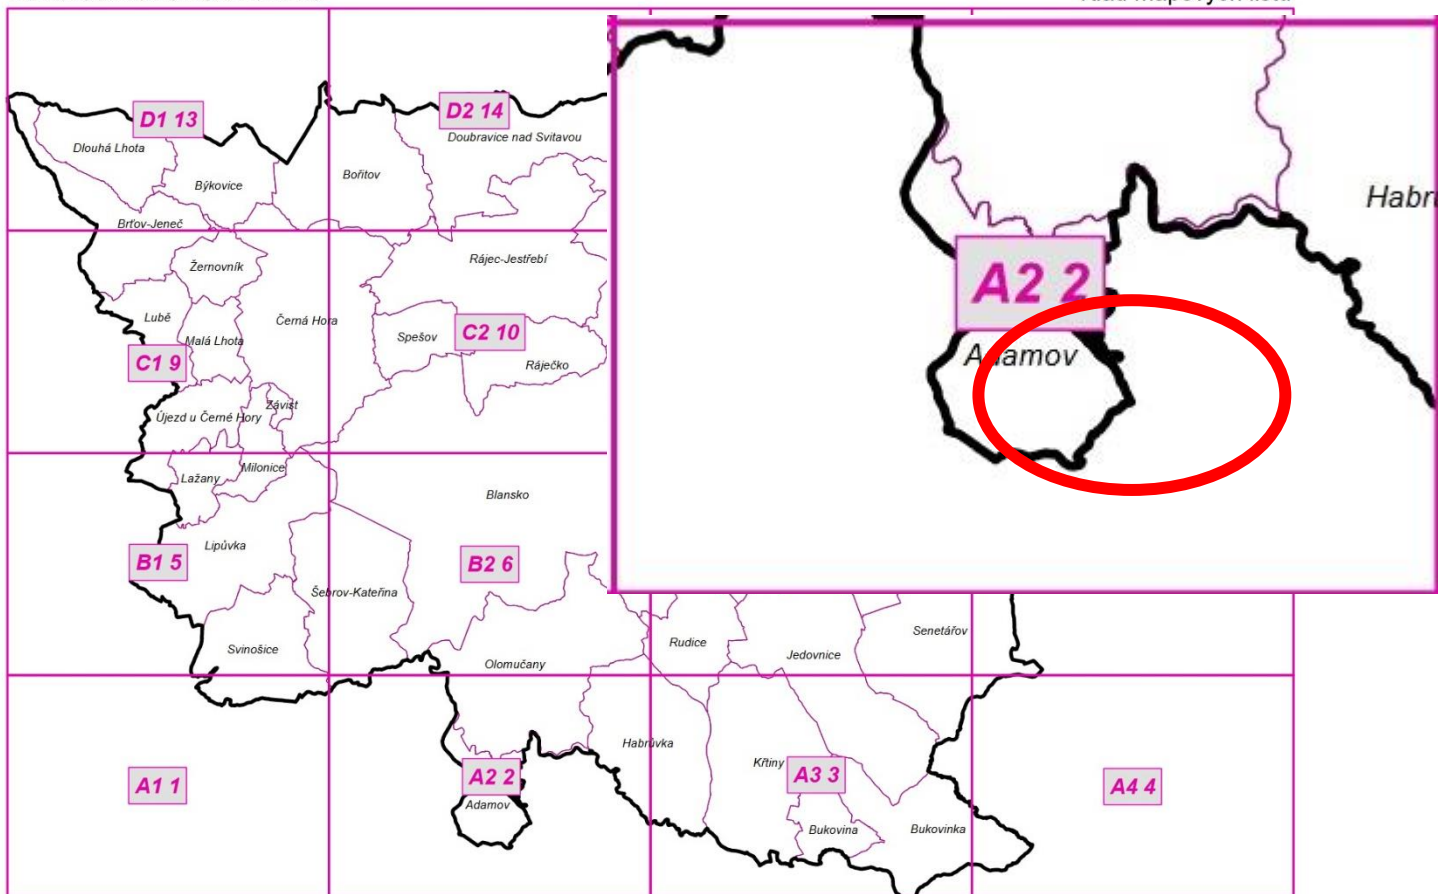 D1 13
D2 14
Dlouhá Lhota
Doubravice nad Svitavou
Býkovice
Bořitov
Brťov-Jeneč
Žernovník
Rájec-Jestřebí
Lubě
Černá Hora
Malá Lhota
Spešov
C2 10
C1 9
Ráječko
Újezd u Černé Hory
Závist
Lažany
Milonice
Blansko
Lipůvka
B1 5
B2 6
Šebrov-Kateřina
Svinošice
Olomučany
Rudice
Jedovnice
Senetářov
Habrůvka
Křtiny
A1 1
A2 2
A3 3
A4 4
Adamov
Bukovina
Bukovinka
A2 2
Adamov